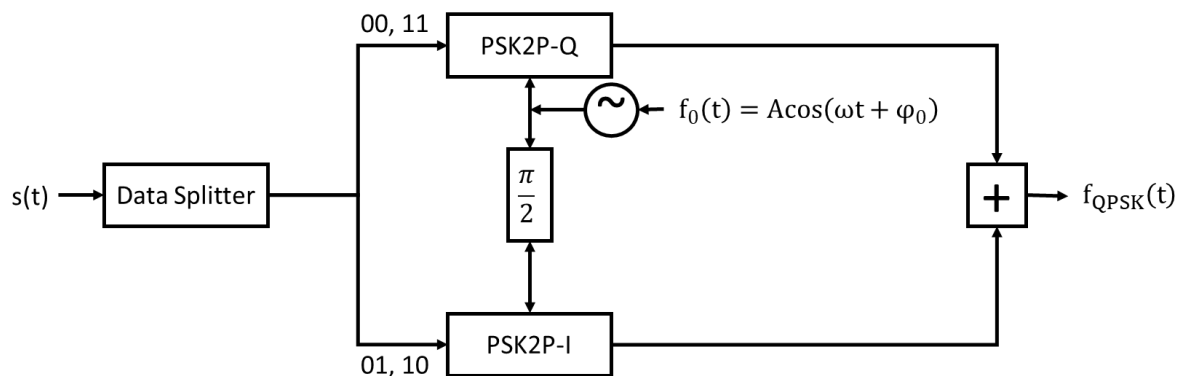 00, 11
PSK2P-Q
~
f₀(t) = Acos(ωt + φ₀)
s(t)
Data Splitter
π
2
+
f_QPSK(t)
PSK2P-I
01, 10